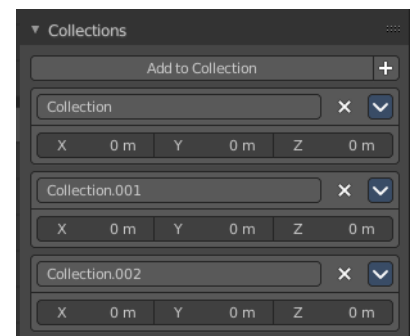 Collections
Add to Collection
Collection
X 0 m Y 0 m Z 0 m
Collection.001
X 0 m Y 0 m Z 0 m
Collection.002
X 0 m Y 0 m Z 0 m